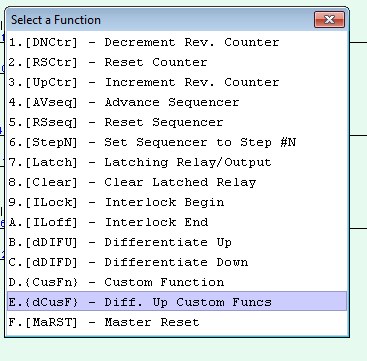 Select a Function
1.[DNCtr] - Decrement Rev. Counter
2.[RSCtr] - Reset Counter
3.[UpCtr] - Increment Rev. Counter
4.[AVseq] - Advance Sequencer
5.[RSseq] - Reset Sequencer
6.[StepN] - Set Sequencer to Step #N
7.[Latch] - Latching Relay/Output
8.[Clear] - Clear Latched Relay
9.[ILock] - Interlock Begin
A.[ILoff] - Interlock End
B.[dDIFU] - Differentiate Up
C.[dDIFD] - Differentiate Down
D.{CusFn} - Custom Function
E.{dCusF} - Diff. Up Custom Funcs
F.[MaRST] - Master Reset